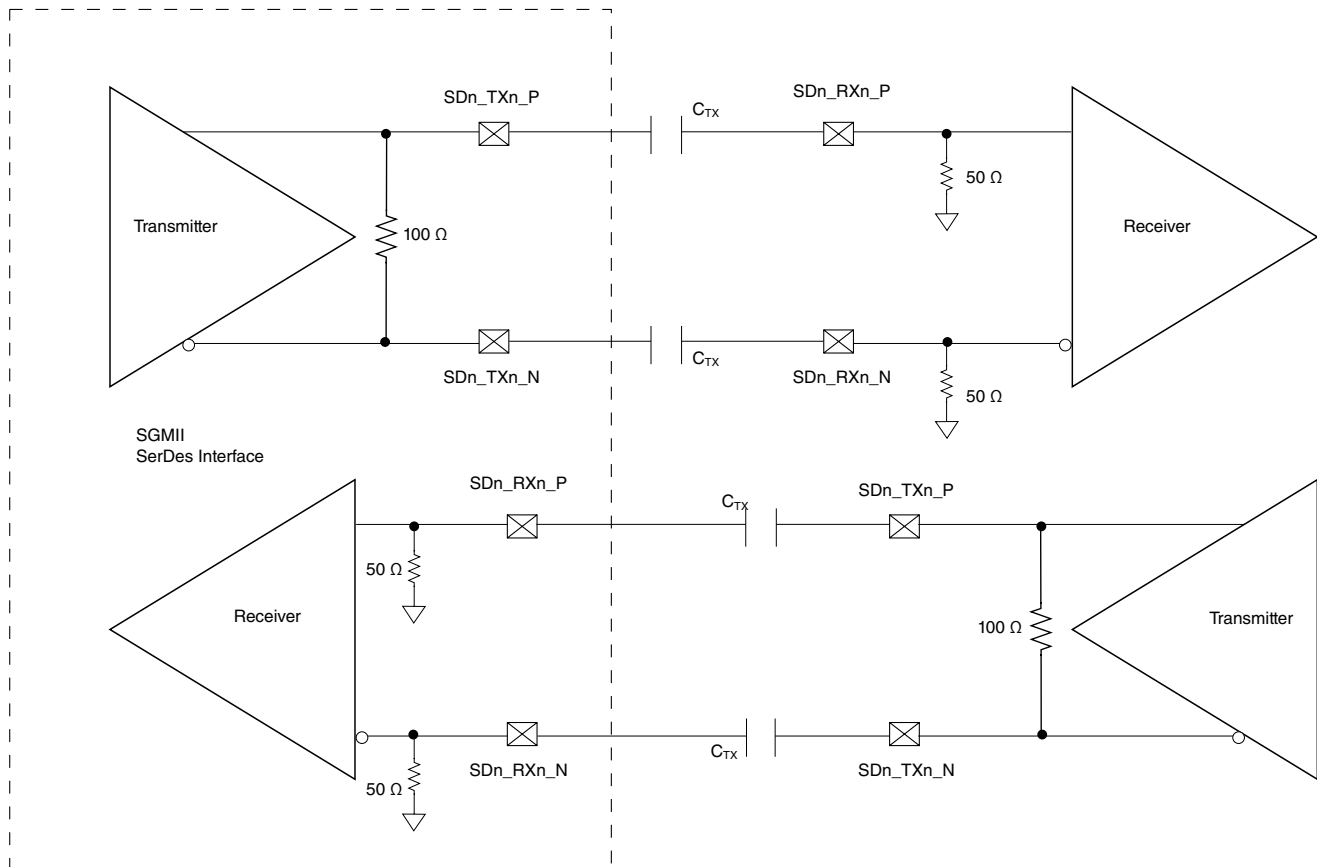 SDn_TXn_P
CTX
SDn_RXn_P
50 Ω
Transmitter
100 Ω
Receiver
SDn_TXn_N
CTX
SDn_RXn_N
50 Ω
SGMII
SerDes Interface
SDn_RXn_P
CTX
SDn_TXn_P
50 Ω
Receiver
100 Ω
Transmitter
SDn_RXn_N
CTX
SDn_TXn_N
50 Ω